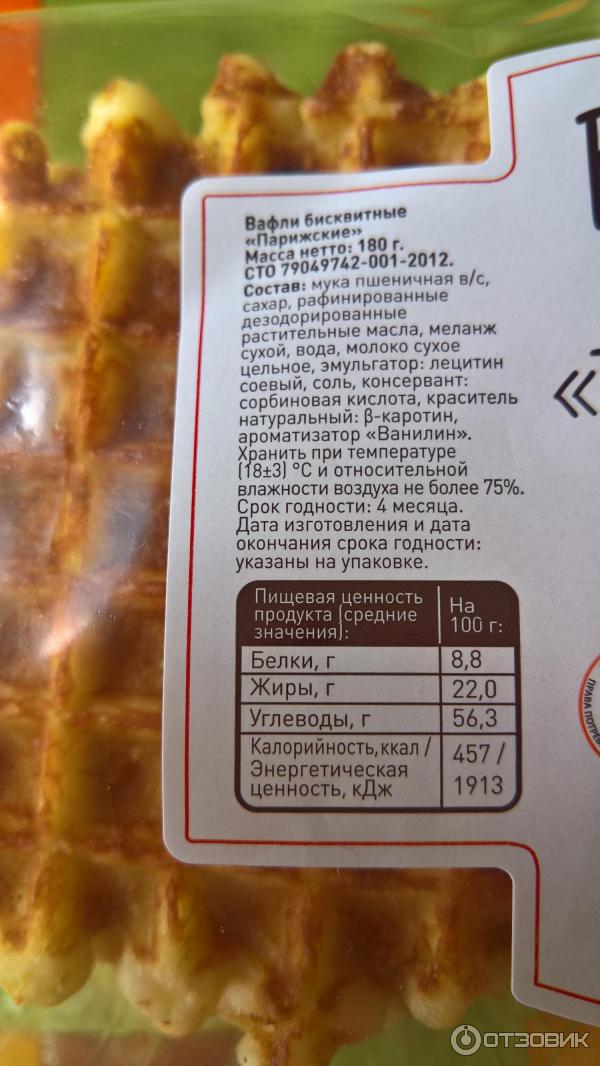 Вафли бисквитные
«Парижские»
Масса нетто: 180 г.
СТО 79049742-001-2012.
Состав: мука пшеничная в/с,
сахар, рафинированные
дезодорированные
растительные масла, меланж
сухой, вода, молоко сухое
цельное, эмульгатор: лецитин
соевый, соль, консервант:
сорбиновая кислота, краситель
натуральный: β-каротин,
ароматизатор «Ванилин».
Хранить при температуре
(18±3) °С и относительной
влажности воздуха не более 75%.
Срок годности: 4 месяца.
Дата изготовления и дата
окончания срока годности:
указаны на упаковке.
Пищевая ценность
продукта (средние
значения):
На
100 г:
Белки, г 8,8
Жиры, г 22,0
Углеводы, г 56,3
Калорийность,ккал /
Энергетическая
ценность, кДж
457 /
1913
«
ПРАВА
ОТЗОВИК